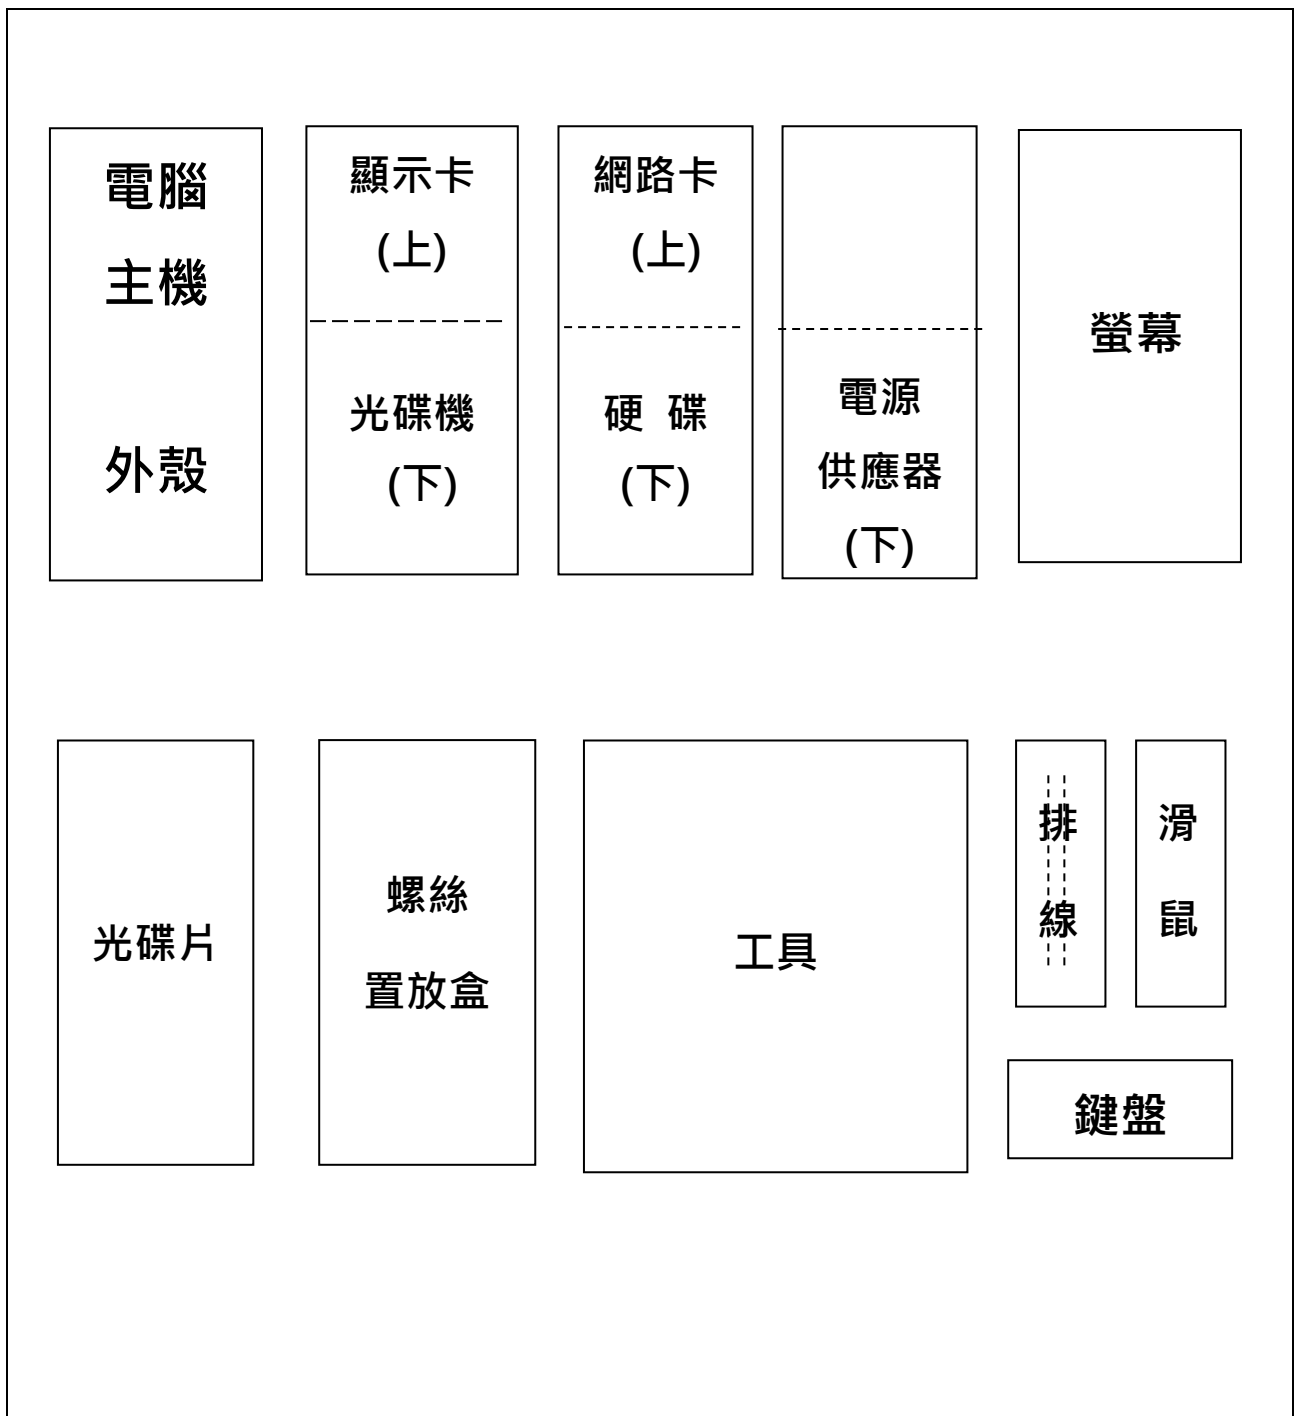 電腦
主機
外殼
顯示卡
(上)
光碟機
(下)
網路卡
(上)
硬 碟
(下)
電源
供應器
(下)
螢幕
光碟片
螺絲
置放盒
工具
排
線
滑
鼠
鍵盤